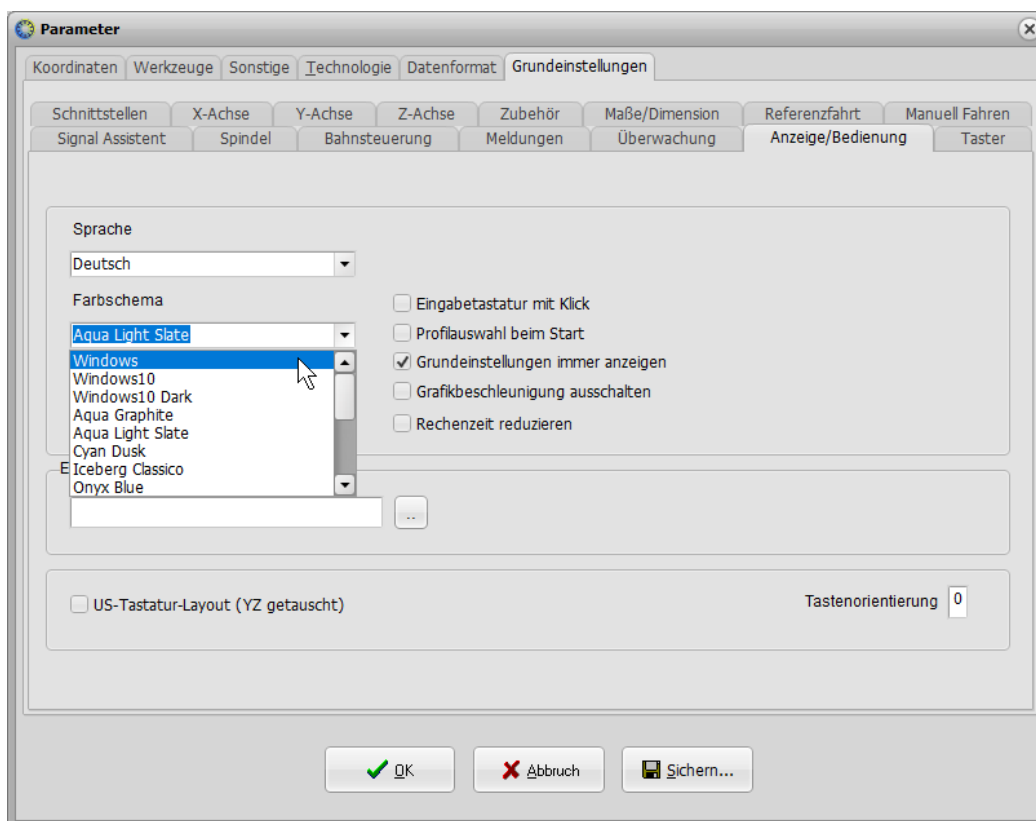 Parameter
Koordinaten Werkzeuge Sonstige Technologie Datenformat Grundeinstellungen
Schnittstellen X-Achse Y-Achse Z-Achse Zubehör Maße/Dimension Referenzfahrt Manuell Fahren
Signal Assistent Spindel Bahnsteuerung Meldungen Überwachung Anzeige/Bedienung Taster
Sprache
Deutsch
Farbschema
Aqua Light Slate
Windows
Windows10
Windows10 Dark
Aqua Graphite
Aqua Light Slate
Cyan Dusk
Iceberg Classico
Onyx Blue
Eingabetastatur mit Klick
Profilauswahl beim Start
Grundeinstellungen immer anzeigen
Grafikbeschleunigung ausschalten
Rechenzeit reduzieren
..
US-Tastatur-Layout (YZ getauscht)
Tastenorientierung 0
OK Abbruch Sichern...